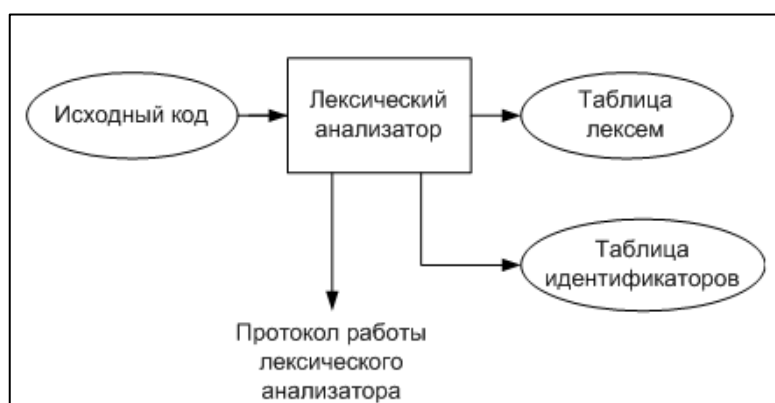 Исходный код
Лексический
анализатор
Таблица
лексем
Таблица
идентификаторов
Протокол работы
лексического
анализатора